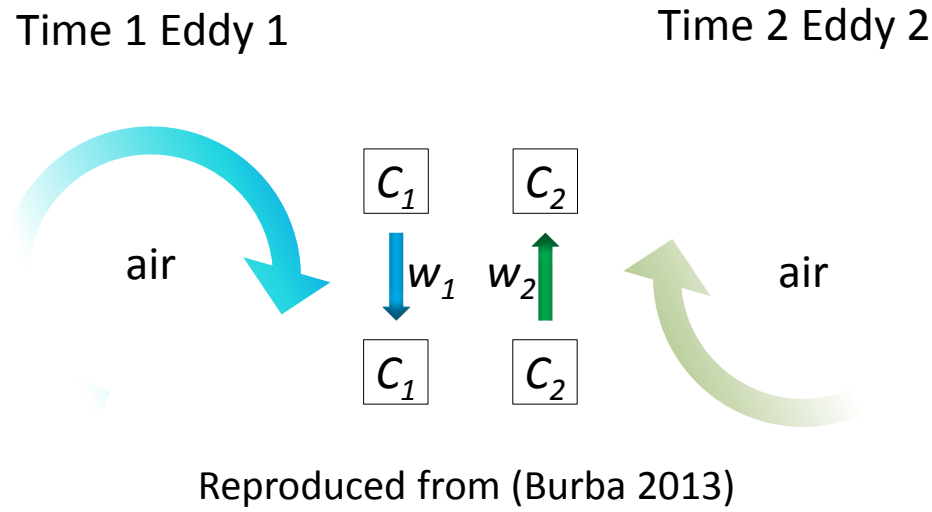 Time 1 Eddy 1
Time 2 Eddy 2
C1
C2
air
w1
w2
air
C1
C2
Reproduced from (Burba 2013)